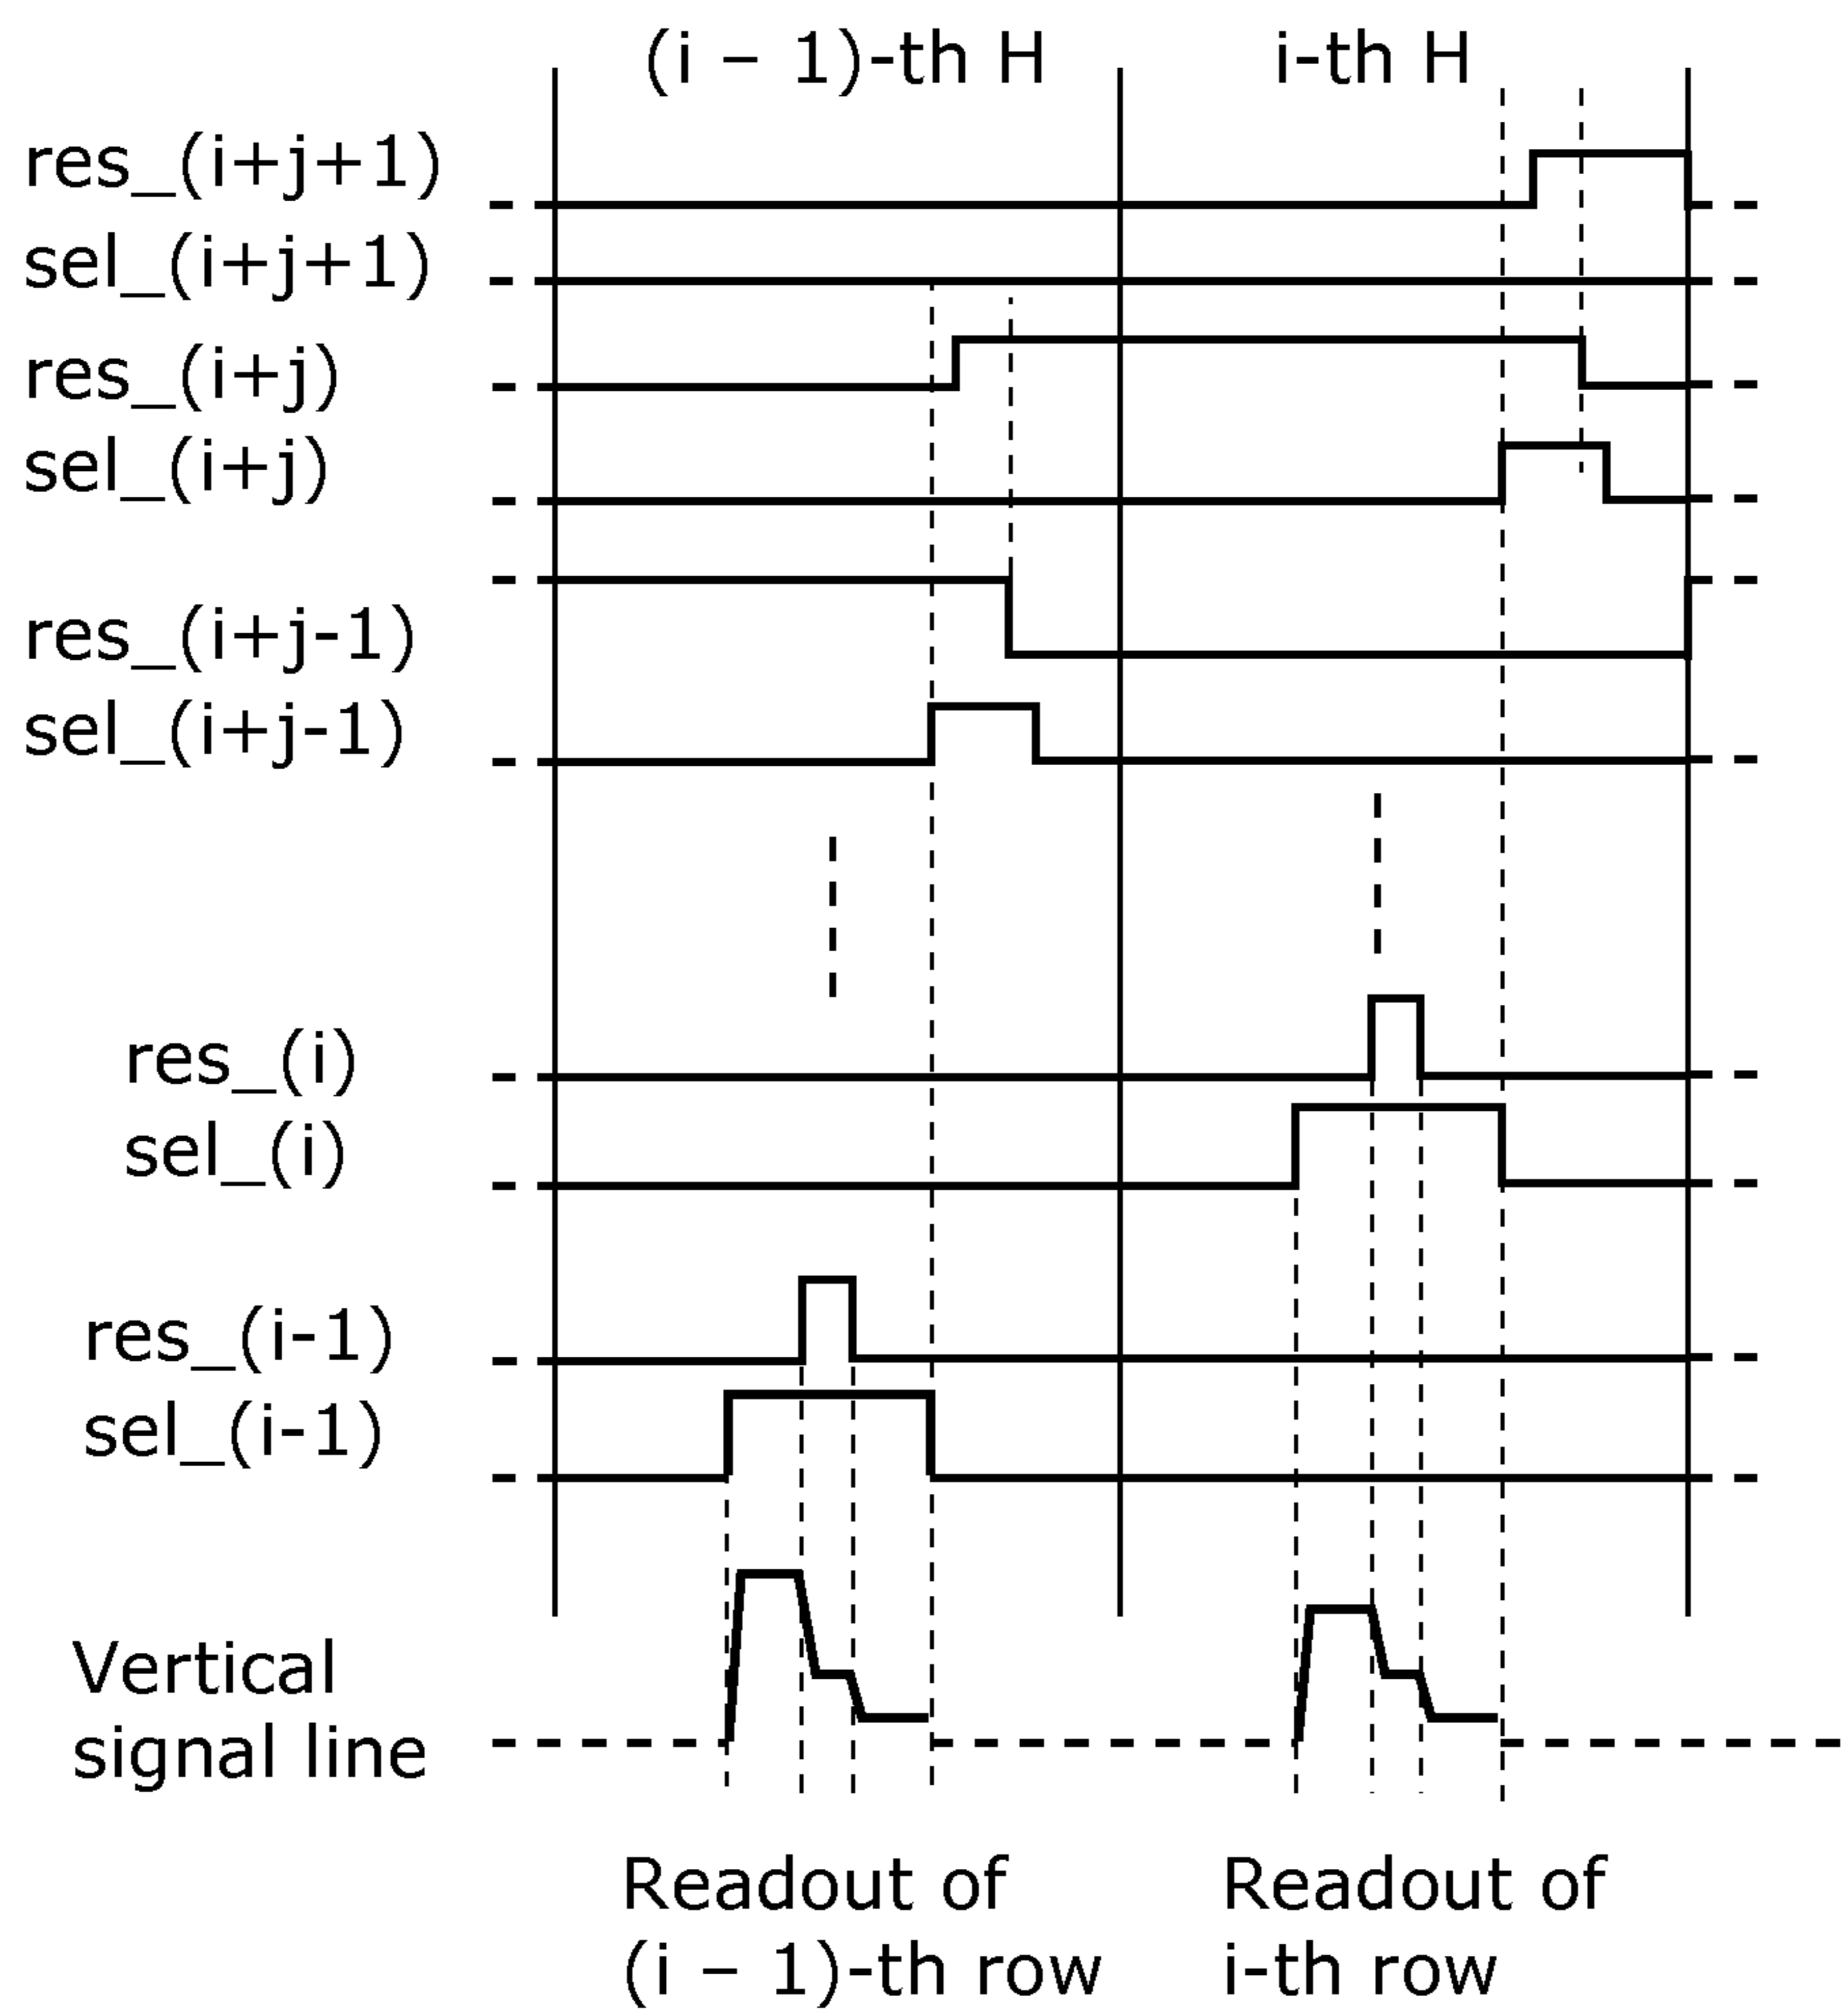 (i – 1)-th H
i-th H
res_(i+j+1)
sel_(i+j+1)
res_(i+j)
sel_(i+j)
res_(i+j-1)
sel_(i+j-1)
res_(i)
sel_(i)
res_(i-1)
sel_(i-1)
Vertical
signal line
Readout of
(i – 1)-th row
Readout of
i-th row